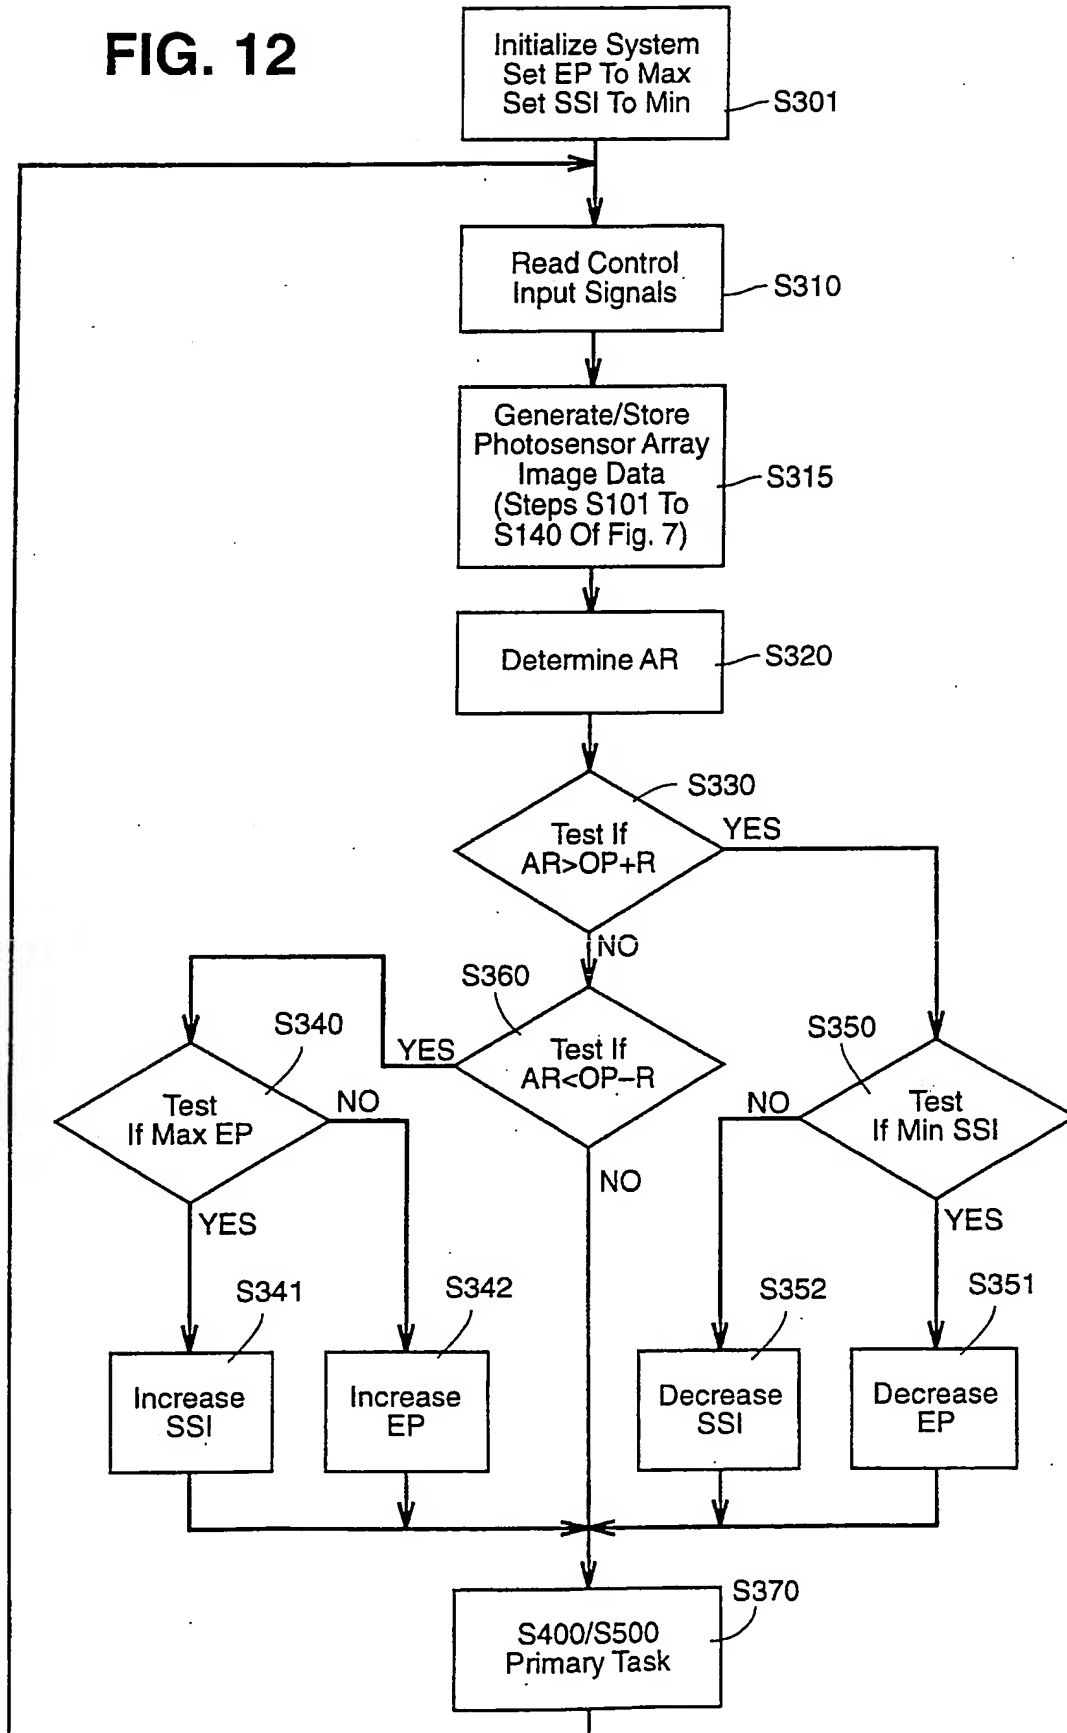 FIG. 12
Initialize System
Set EP To Max
Set SSI To Min
S301
Read Control
Input Signals
S310
Generate/Store
Photosensor Array
Image Data
(Steps S101 To
S140 Of Fig. 7)
S315
Determine AR
S320
S330
Test If
AR>OP+R
YES
NO
S360
Test If
AR<OP−R
YES
NO
S340
Test
If Max EP
NO
YES
S350
Test
If Min SSI
NO
YES
S341
Increase
SSI
S342
Increase
EP
S352
Decrease
SSI
S351
Decrease
EP
S370
S400/S500
Primary Task